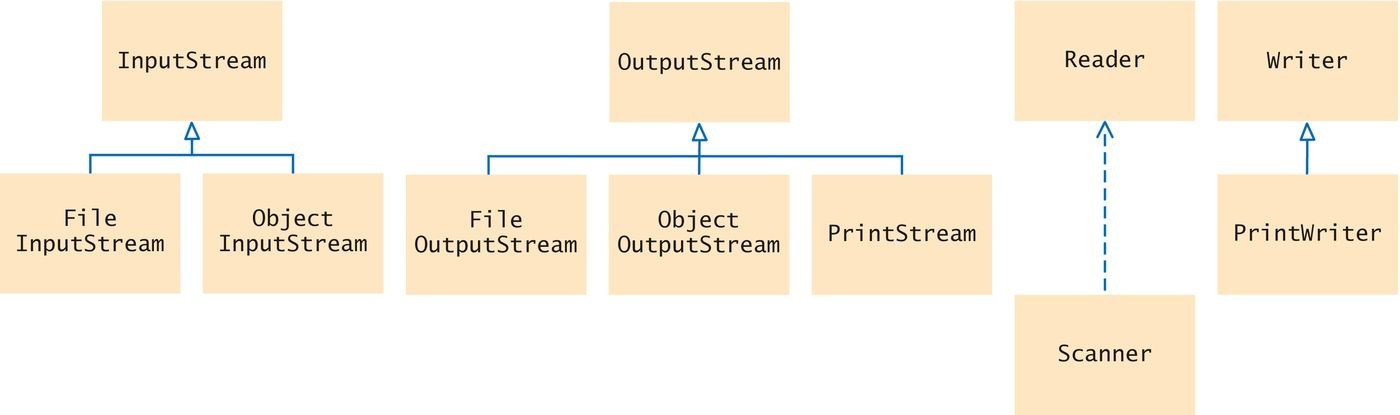 InputStream
OutputStream
Reader
Writer
File
InputStream
Object
InputStream
File
OutputStream
Object
OutputStream
PrintStream
PrintWriter
Scanner